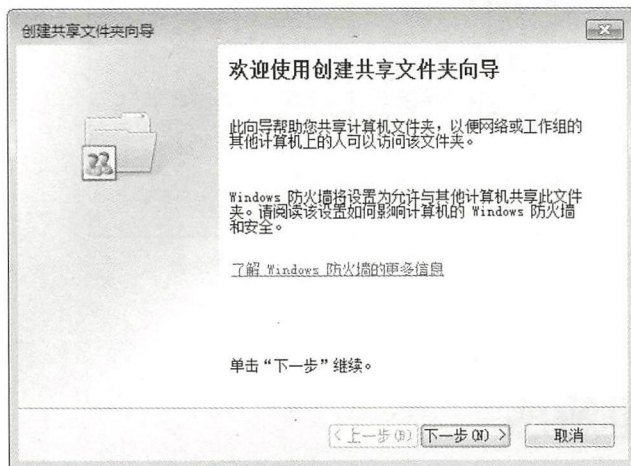 创建共享文件夹向导
欢迎使用创建共享文件夹向导
此向导帮助您共享计算机文件夹，以便网络或工作组的
其他计算机上的人可以访问该文件夹。
Windows 防火墙将设置为允许与其他计算机共享此文件
夹。请阅读该设置如何影响计算机的 Windows 防火墙
和安全。
了解 Windows 防火墙的更多信息
单击“下一步”继续。
< 上一步(B) 下一步(N) > 取消